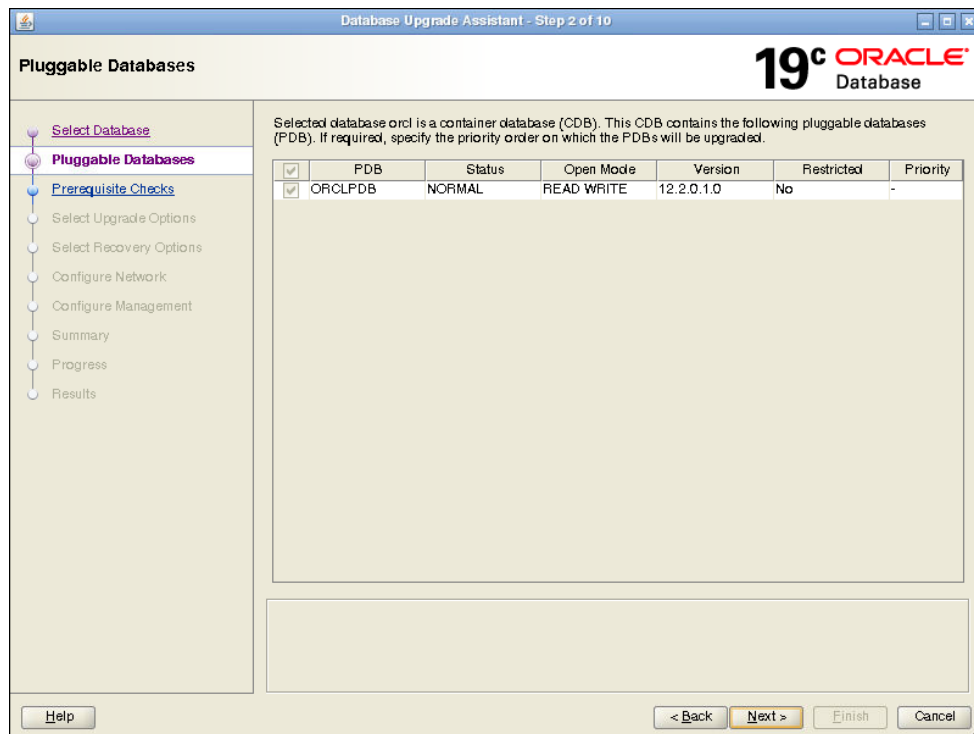 Database Upgrade Assistant - Step 2 of 10
Pluggable Databases
19c ORACLE
Database
Select Database
Pluggable Databases
Prerequisite Checks
Select Upgrade Options
Select Recovery Options
Configure Network
Configure Management
Summary
Progress
Results
Selected database orcl is a container database (CDB). This CDB contains the following pluggable databases
(PDB). If required, specify the priority order on which the PDBs will be upgraded.
PDB Status Open Mode Version Restricted Priority
ORCLPDB NORMAL READ WRITE 12.2.0.1.0 No -
Help < Back Next > Finish Cancel